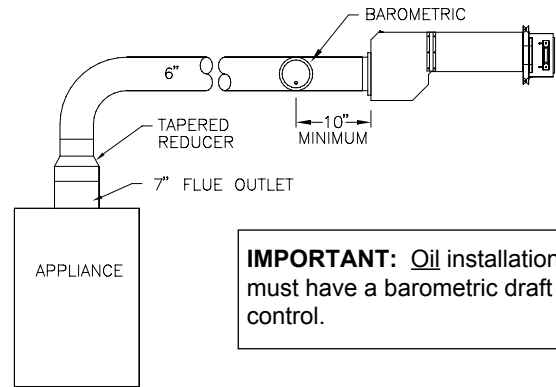 BAROMETRIC
6"
10"
MINIMUM
TAPERED
REDUCER
7" FLUE OUTLET
APPLIANCE
IMPORTANT: Oil installation
must have a barometric draft
control.